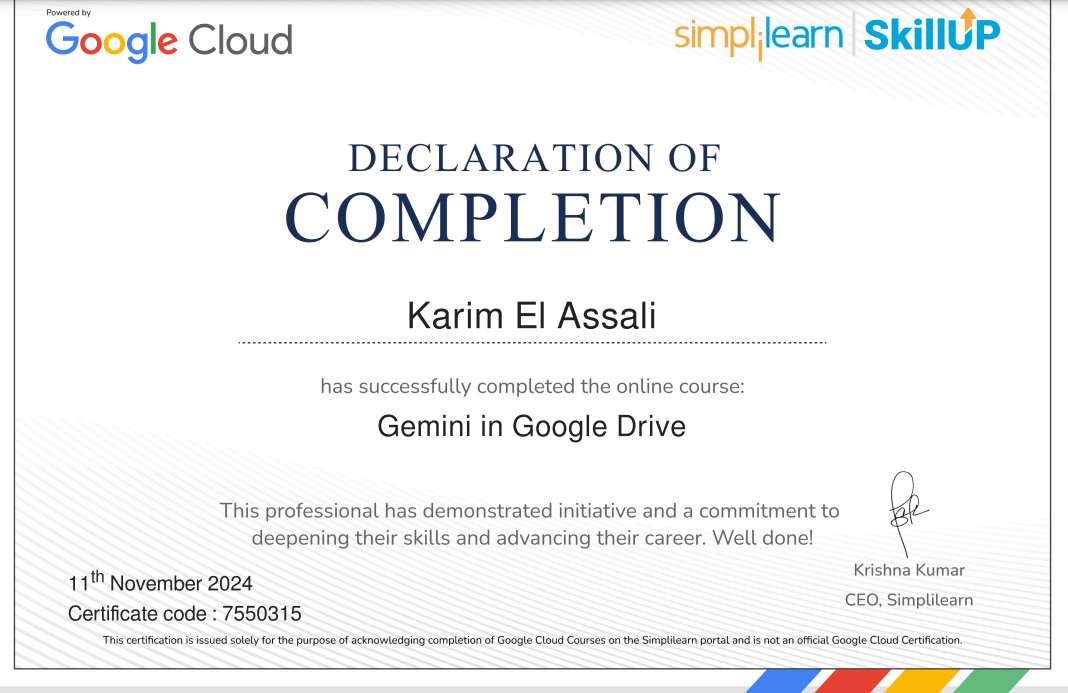 Powered by
Google Cloud
simplilearn | SkillUP
DECLARATION OF
COMPLETION
Karim El Assali
has successfully completed the online course:
Gemini in Google Drive
This professional has demonstrated initiative and a commitment to
deepening their skills and advancing their career. Well done!
11th November 2024
Certificate code : 7550315
Krishna Kumar
CEO, Simplilearn
This certification is issued solely for the purpose of acknowledging completion of Google Cloud Courses on the Simplilearn portal and is not an official Google Cloud Certification.